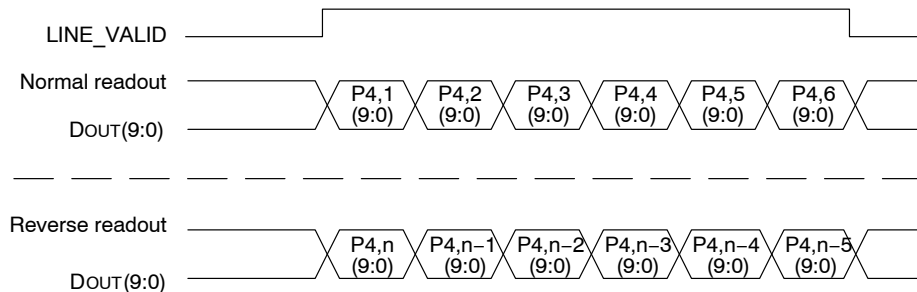 LINE_VALID
Normal readout
P4,1 P4,2 P4,3 P4,4 P4,5 P4,6
(9:0) (9:0) (9:0) (9:0) (9:0) (9:0)
DOUT(9:0)
Reverse readout
P4,n P4,n−1 P4,n−2 P4,n−3 P4,n−4 P4,n−5
(9:0) (9:0) (9:0) (9:0) (9:0) (9:0)
DOUT(9:0)